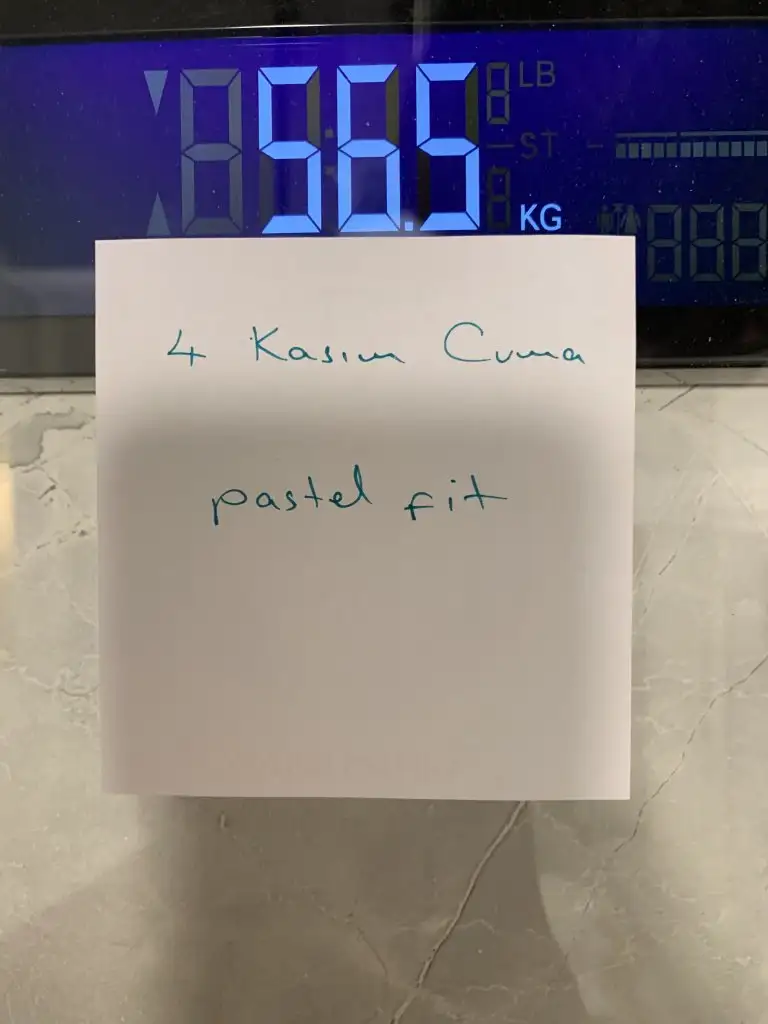 LB
ST
56.5 KG
4 Kasım Cuma
pastel fit